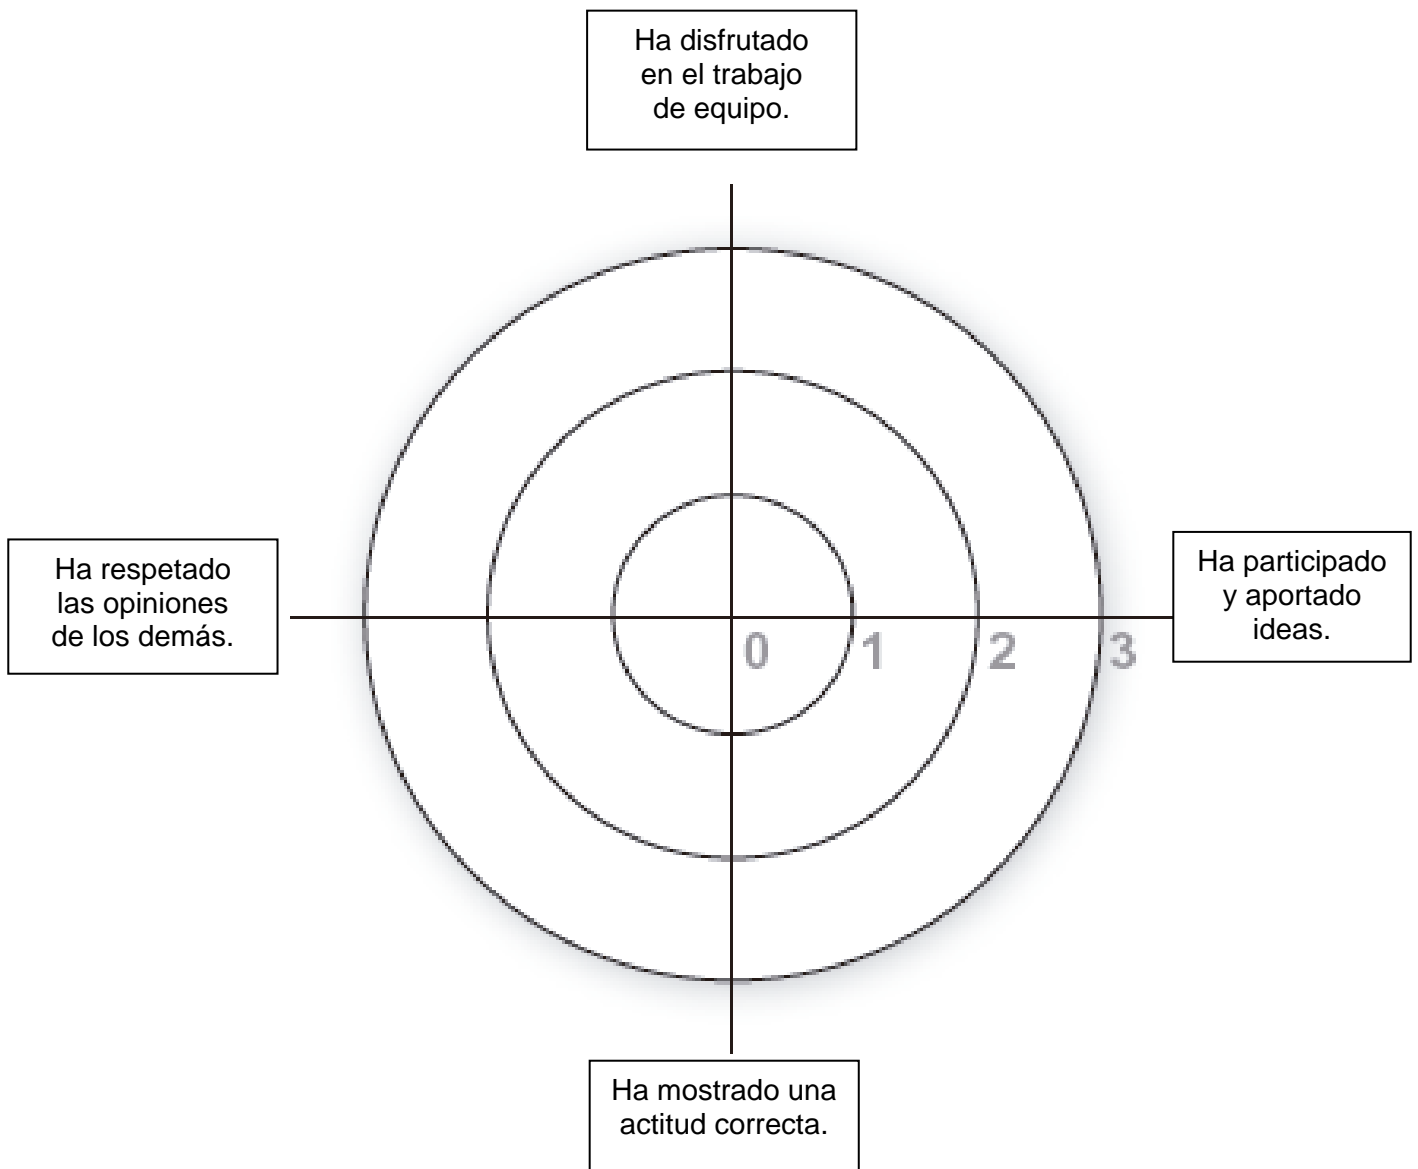 Ha disfrutado
en el trabajo
de equipo.
Ha respetado
las opiniones
de los demás.
Ha participado
y aportado
ideas.
0 1 2 3
Ha mostrado una
actitud correcta.